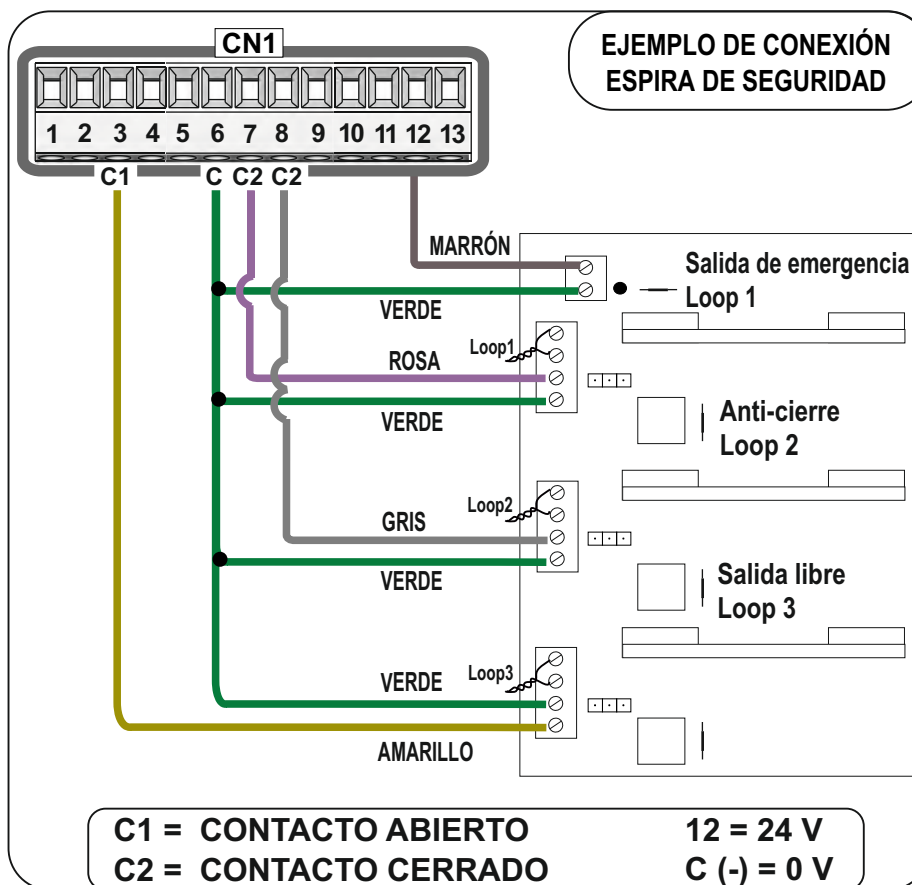 EJEMPLO DE CONEXIÓN
ESPIRA DE SEGURIDAD
CN1
1 2 3 4 5 6 7 8 9 10 11 12 13
C1 C C2 C2
MARRÓN
Salida de emergencia
Loop 1
VERDE
Loop1
ROSA
VERDE
Anti-cierre
Loop 2
Loop2
GRIS
VERDE
Salida libre
Loop 3
Loop3
VERDE
AMARILLO
C1 = CONTACTO ABIERTO 12 = 24 V
C2 = CONTACTO CERRADO C (-) = 0 V